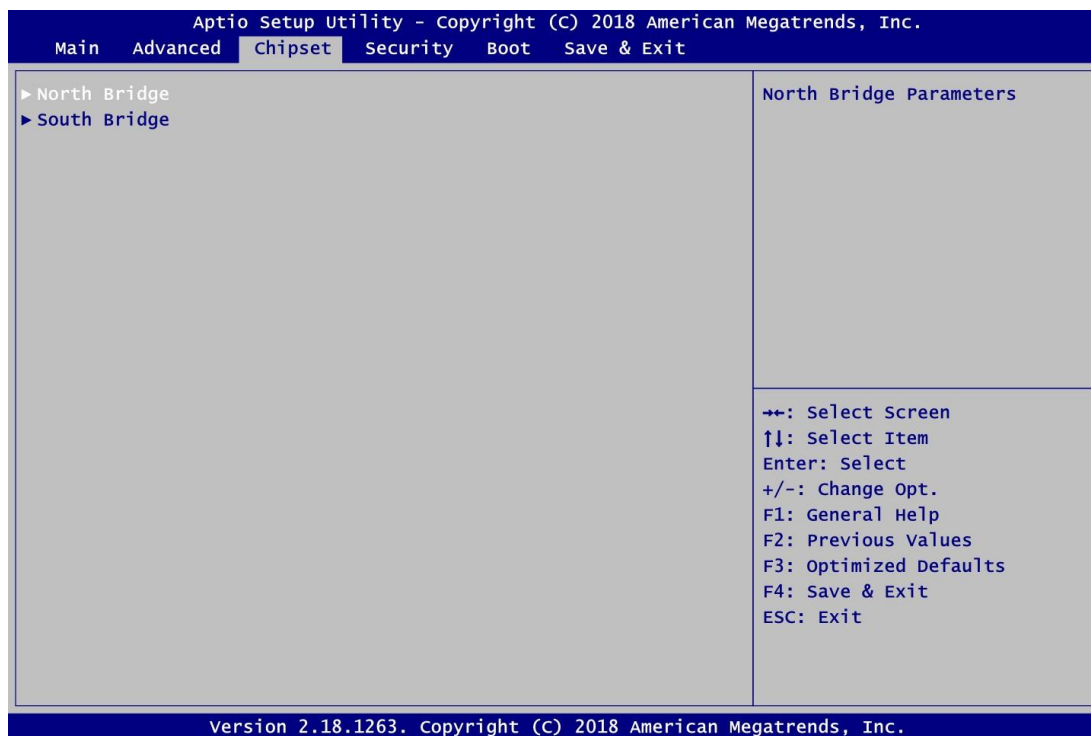 Aptio Setup Utility – Copyright (C) 2018 American Megatrends, Inc.
Main Advanced Chipset Security Boot Save & Exit
►North Bridge
►South Bridge
North Bridge Parameters
→←: Select Screen
↑↓: Select Item
Enter: Select
+/-: Change Opt.
F1: General Help
F2: Previous Values
F3: Optimized Defaults
F4: Save & Exit
ESC: Exit
Version 2.18.1263. Copyright (C) 2018 American Megatrends, Inc.